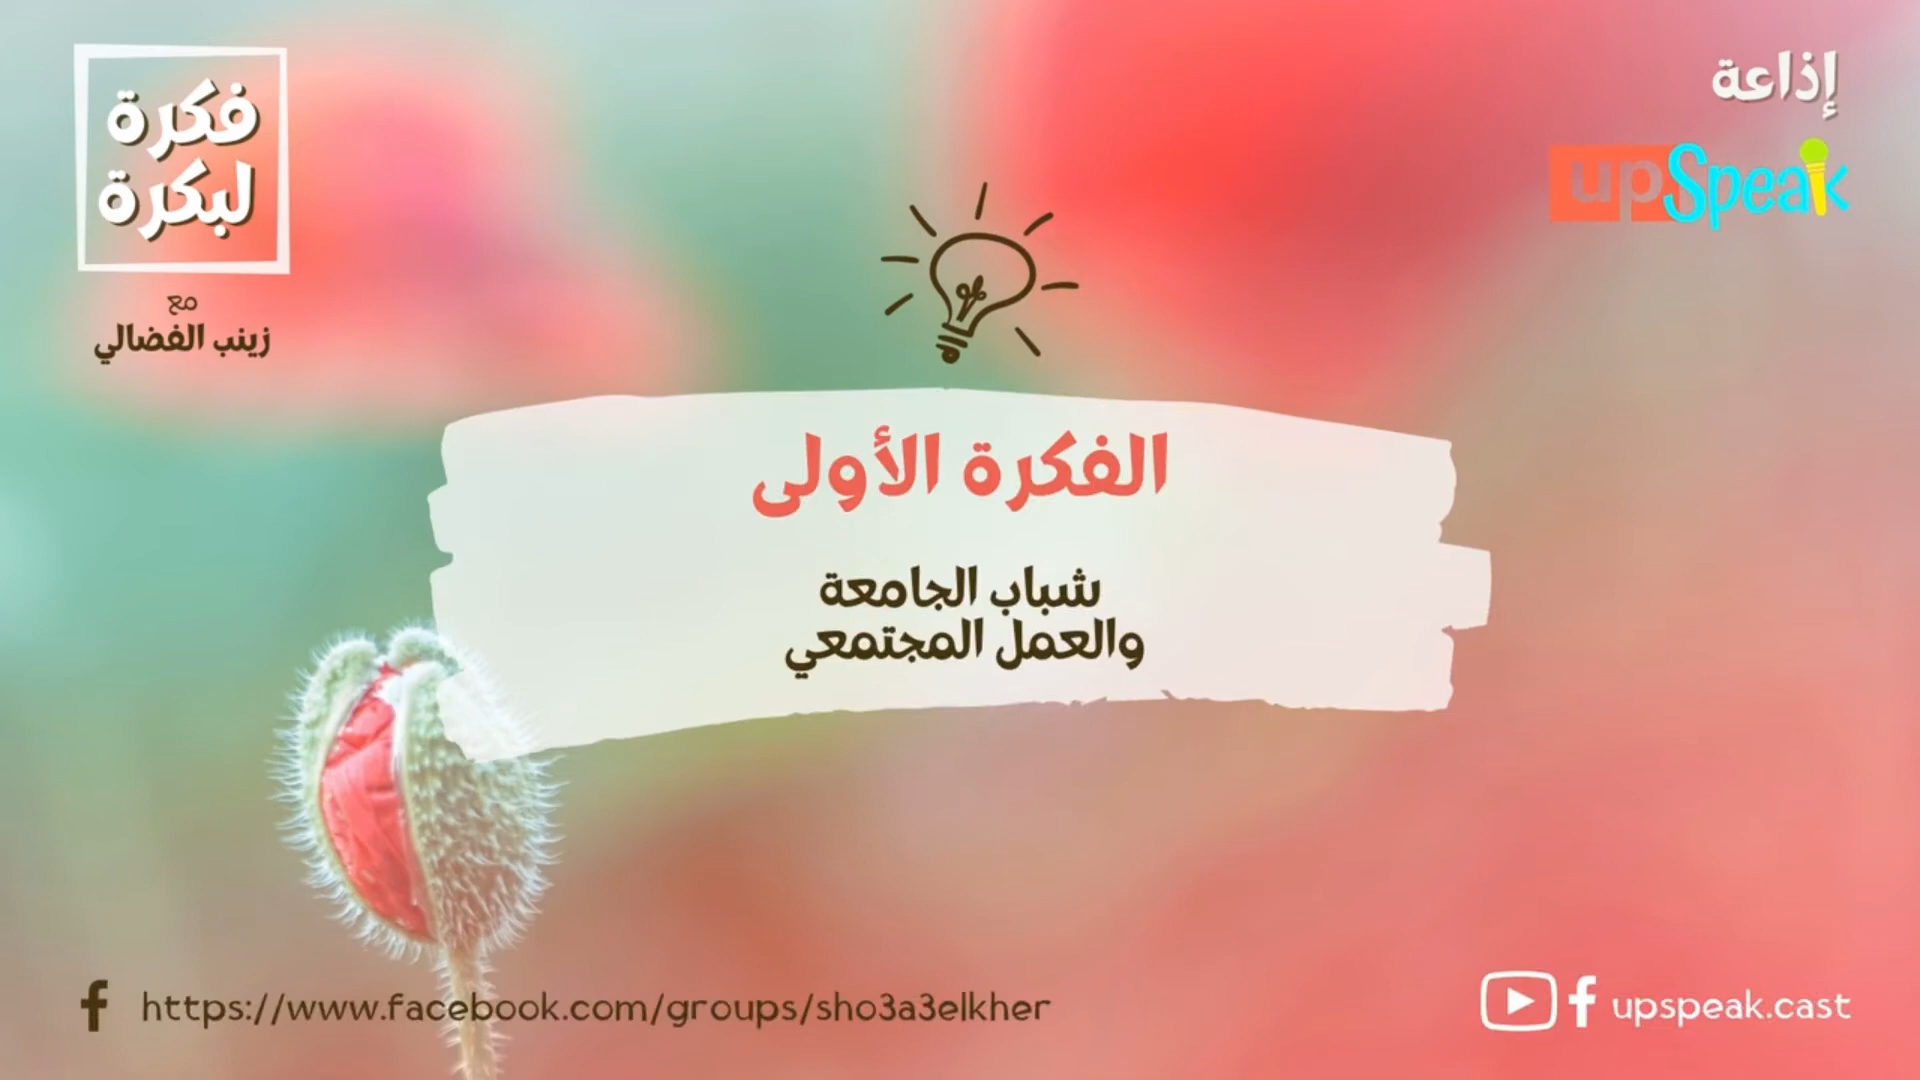 فكرة
لبكرة
مع
زينب الفضالي
إذاعة
upSpeak
الفكرة الأولى
شباب الجامعة
والعمل المجتمعي
https://www.facebook.com/groups/sho3a3elkher
upspeak.cast